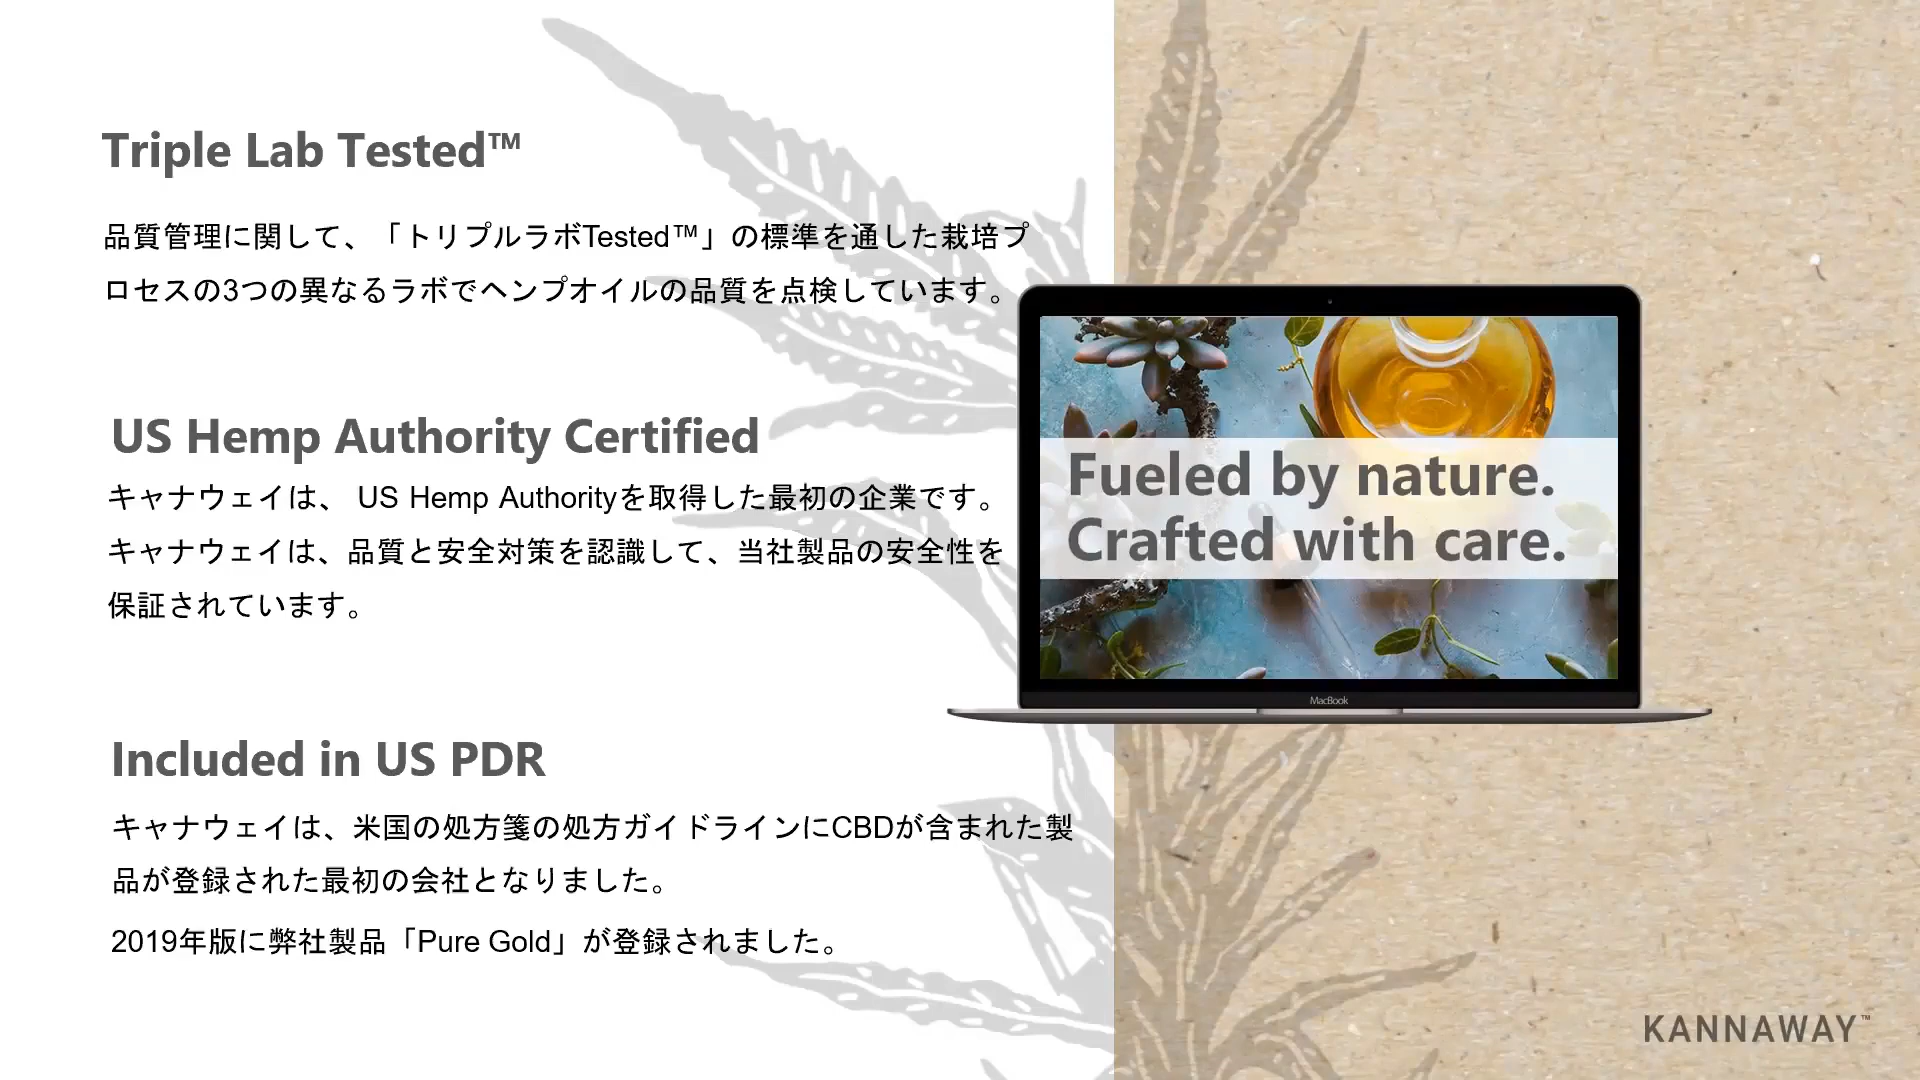 Triple Lab Tested™
品質管理に関して、「トリプルラボTested™」の標準を通した栽培プ
ロセスの3つの異なるラボでヘンプオイルの品質を点検しています。
US Hemp Authority Certified
キャナウェイは、 US Hemp Authorityを取得した最初の企業です。
キャナウェイは、品質と安全対策を認識して、当社製品の安全性を
保証されています。
Included in US PDR
キャナウェイは、米国の処方箋の処方ガイドラインにCBDが含まれた製
品が登録された最初の会社となりました。
2019年版に弊社製品「Pure Gold」が登録されました。
Fueled by nature.
Crafted with care.
MacBook
KANNAWAY™